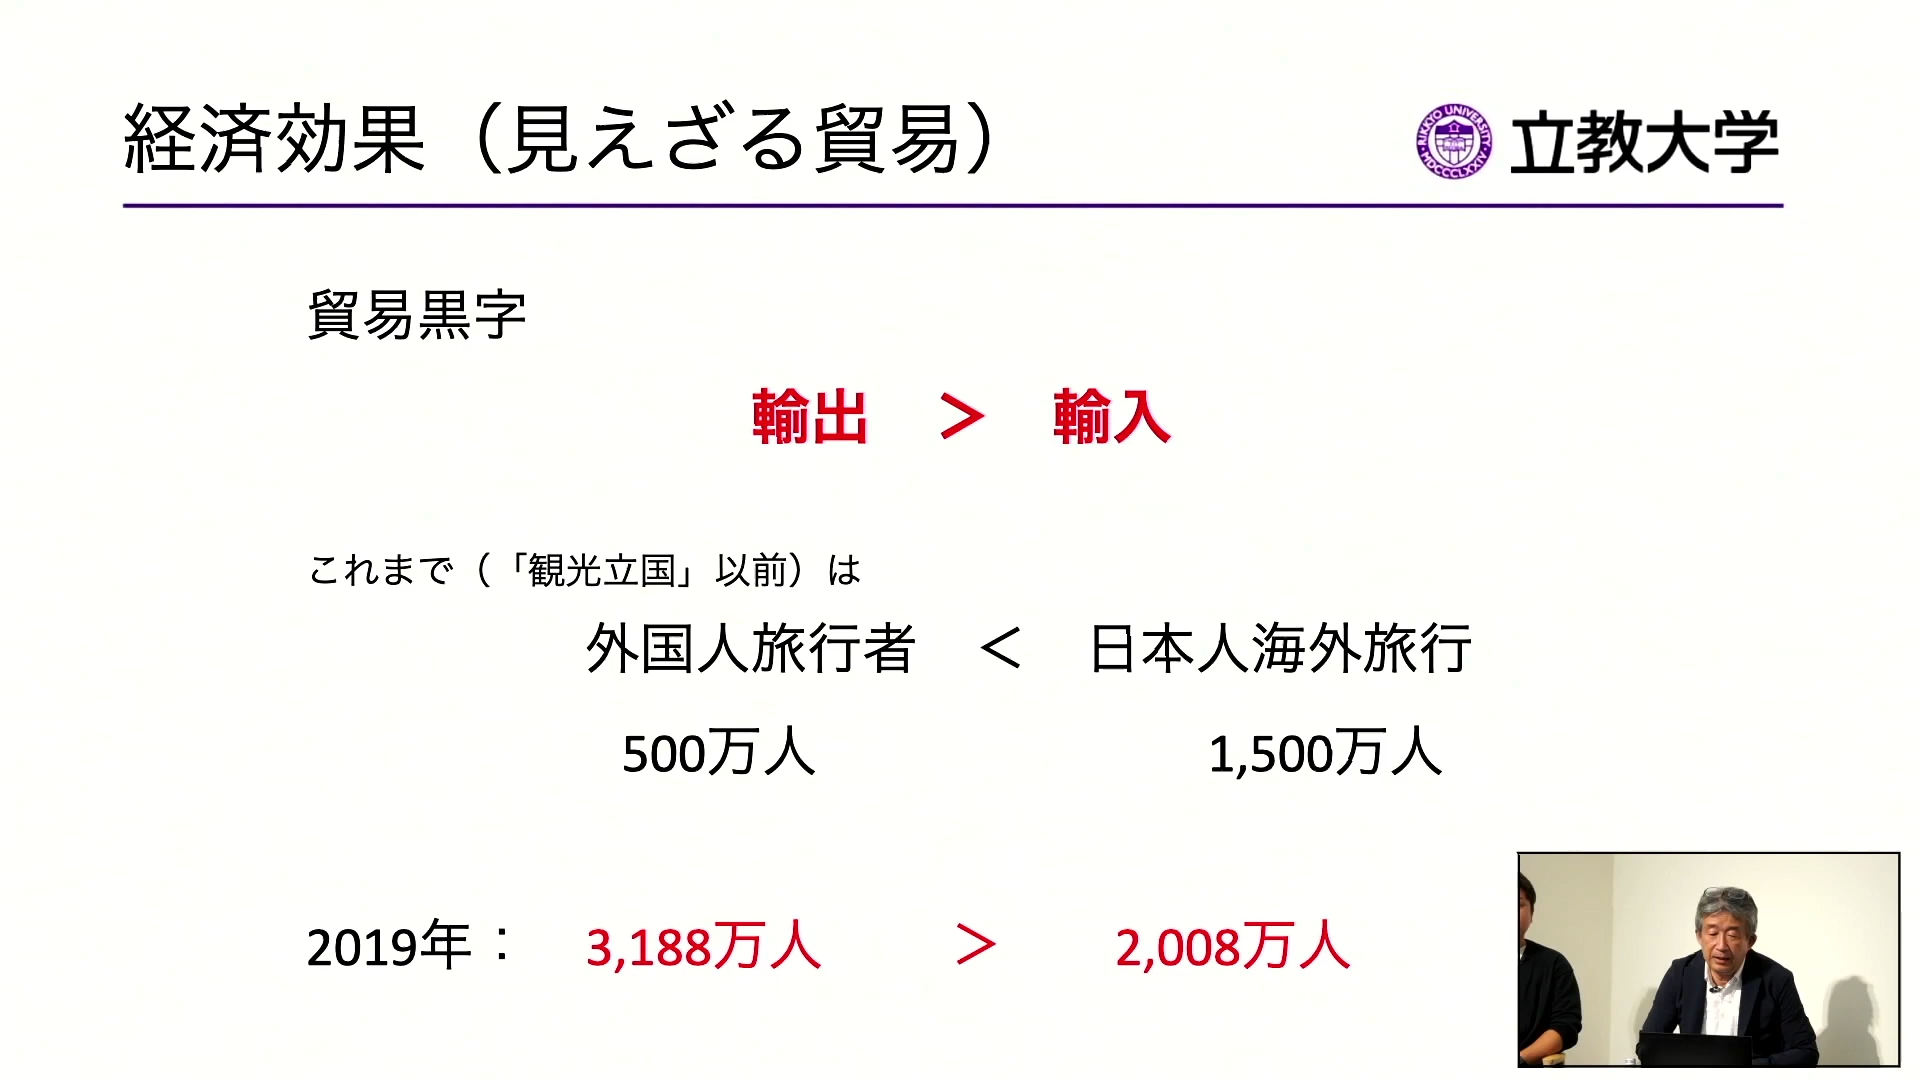 経済効果（見えざる貿易）
RIKKYO UNIVERSITY
MDCCCLXXIV
立教大学
貿易黒字
輸出 ＞ 輸入
これまで（「観光立国」以前）は
外国人旅行者 ＜ 日本人海外旅行
500万人 1,500万人
2019年： 3,188万人 ＞ 2,008万人